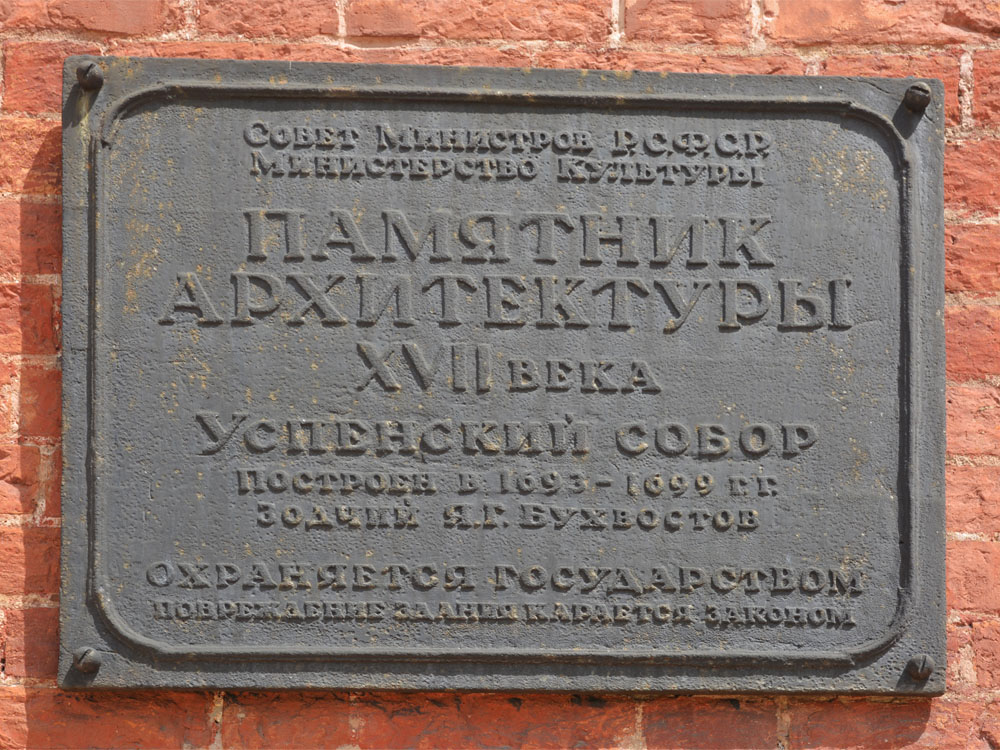 Совет Министров Р.С.Ф.С.Р.
Министерство Культуры
Памятник
архитектуры
XVII века
Успенский собор
Построен в 1693-1699 г.г.
Зодчий Я.Г. Бухвостов
Охраняется государством
повреждение здания карается законом